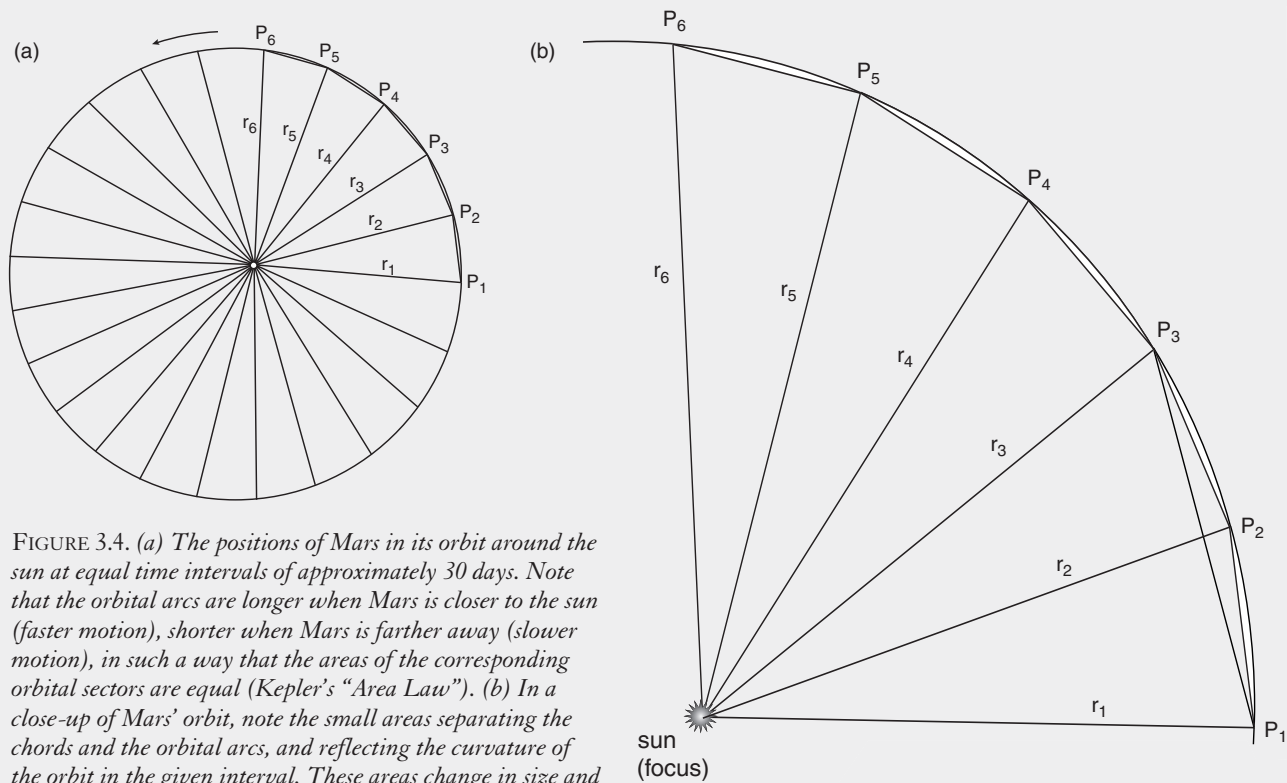 (a)
P6
P5
P4
P3
P2
P1
r6
r5
r4
r3
r2
r1
(b)
P6
P5
P4
P3
P2
P1
r6
r5
r4
r3
r2
r1
sun
(focus)
FIGURE 3.4. (a) The positions of Mars in its orbit around the
sun at equal time intervals of approximately 30 days. Note
that the orbital arcs are longer when Mars is closer to the sun
(faster motion), shorter when Mars is farther away (slower
motion), in such a way that the areas of the corresponding
orbital sectors are equal (Kepler's “Area Law”). (b) In a
close-up of Mars' orbit, note the small areas separating the
chords and the orbital arcs, and reflecting the curvature of
the orbit in the given interval. These areas change in size and